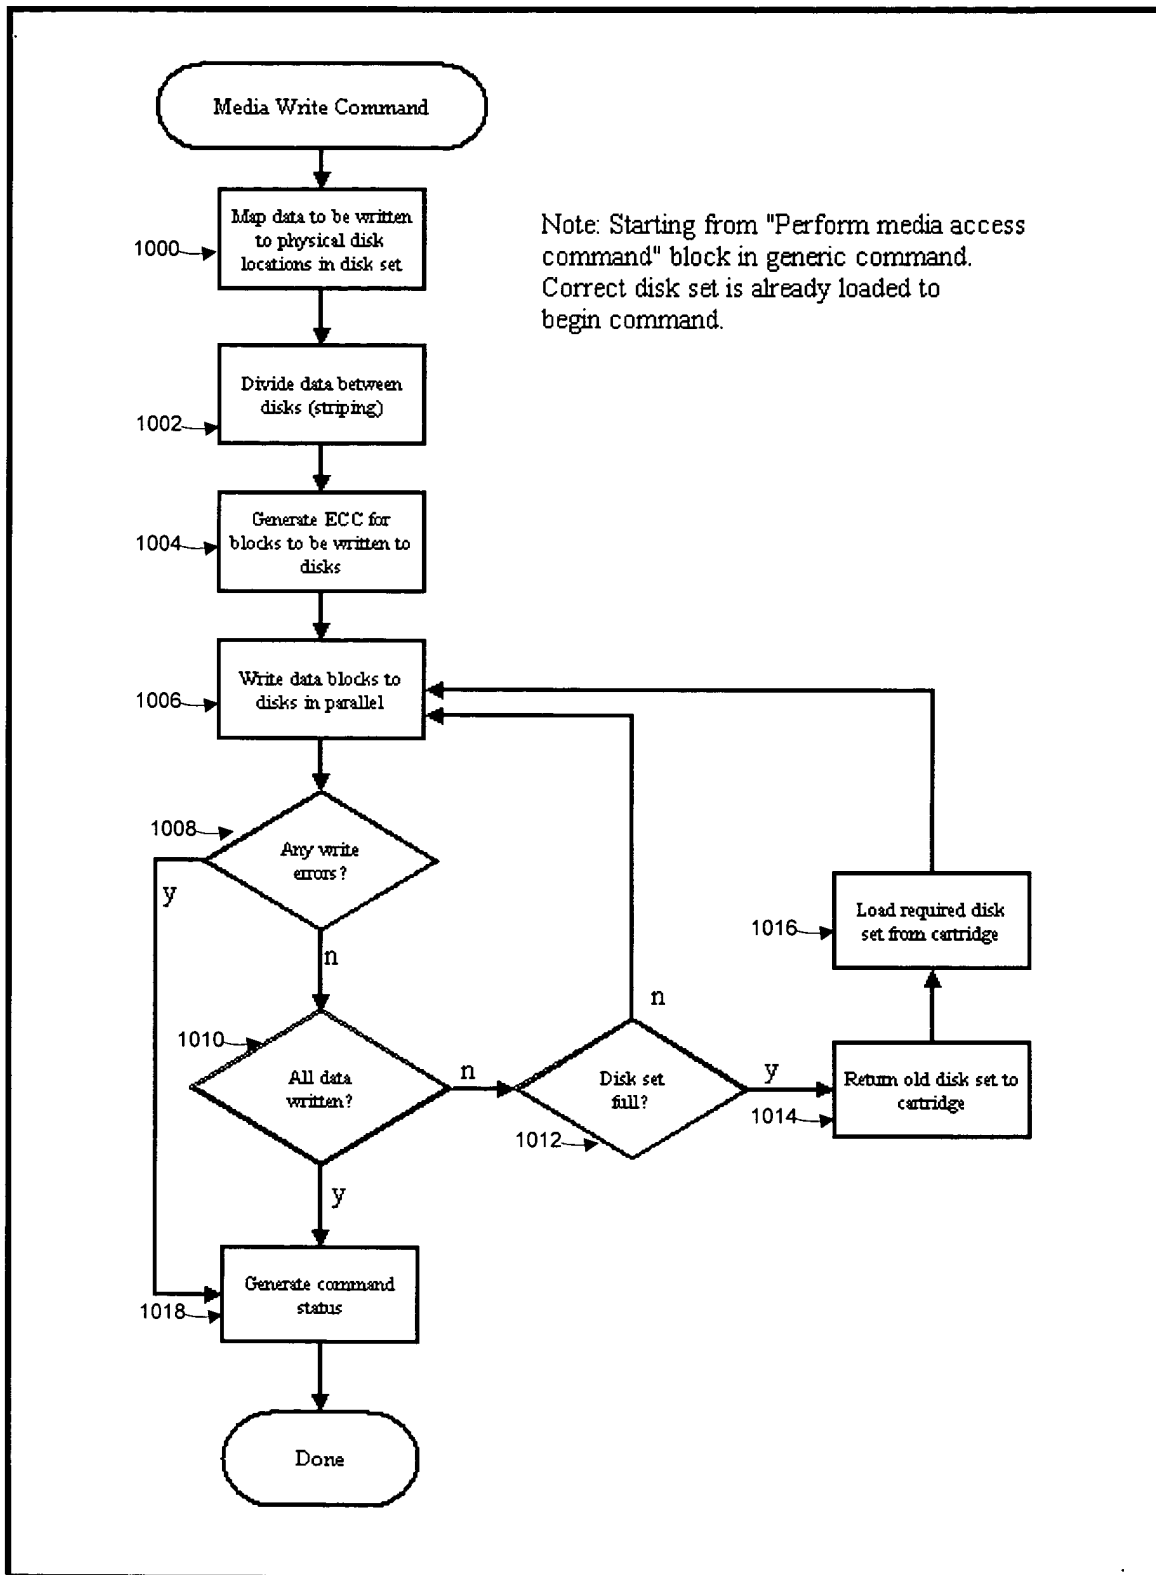 Media Write Command
Map data to be written
to physical disk
locations in disk set
1000
Note: Starting from "Perform media access
command" block in generic command.
Correct disk set is already loaded to
begin command.
Divide data between
disks (striping)
1002
Generate ECC for
blocks to be written to
disks
1004
Write data blocks to
disks in parallel
1006
1008
Any write
errors?
y
n
Load required disk
set from cartridge
1016
1010
All data
written?
n
n
Disk set
full?
1012
y
Return old disk set to
cartridge
1014
y
Generate command
status
1018
Done